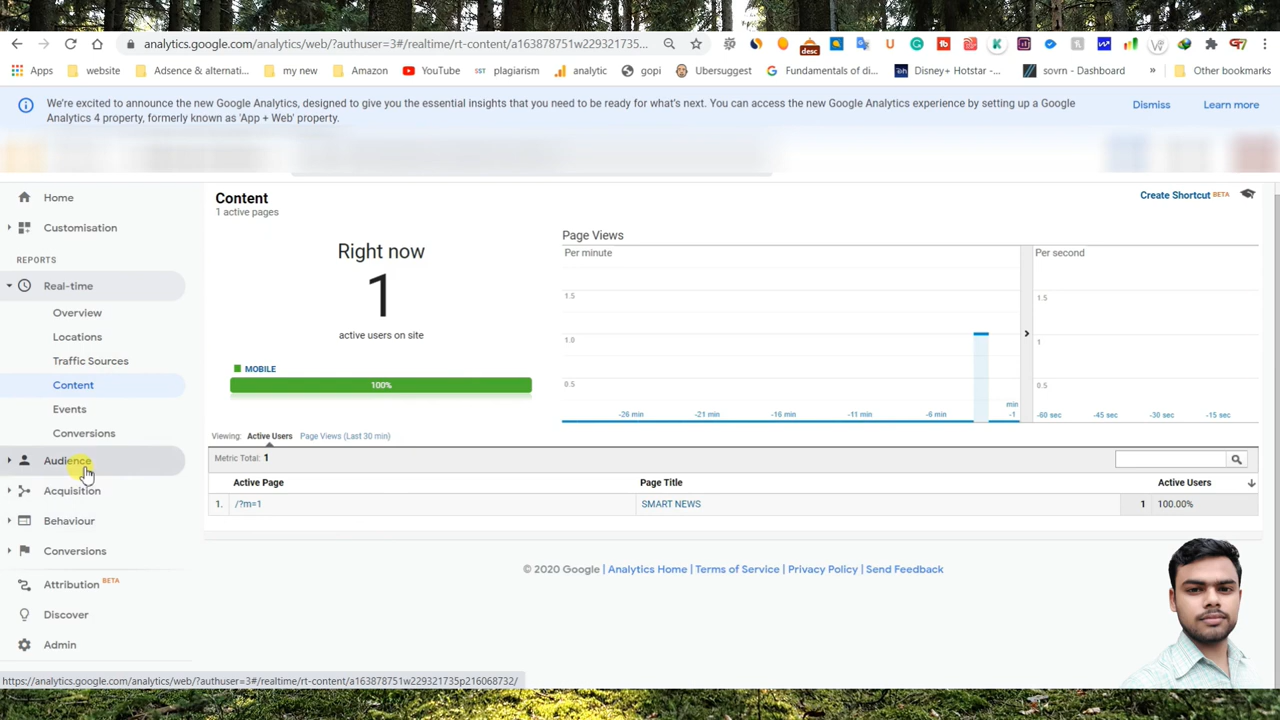 analytics.google.com/analytics/web/?authuser=3#/realtime/rt-content/a163878751w229321735...
desc
Apps
website
Adsence & alternati...
my new
Amazon
YouTube
SST plagiarism
analytic
gopi
Ubersuggest
Fundamentals of di...
Disney+ Hotstar -...
sovrn - Dashboard
»
Other bookmarks
We're excited to announce the new Google Analytics, designed to give you the essential insights that you need to be ready for what's next. You can access the new Google Analytics experience by setting up a Google
Analytics 4 property, formerly known as 'App + Web' property.
Dismiss
Learn more
Home
Customisation
REPORTS
Real-time
Overview
Locations
Traffic Sources
Content
Events
Conversions
Audience
Acquisition
Behaviour
Conversions
Attribution BETA
Discover
Admin
Content
1 active pages
Create Shortcut BETA
Right now
1
active users on site
MOBILE
100%
Page Views
Per minute
Per second
1.5
1.0
0.5
-26 min
-21 min
-16 min
-11 min
-6 min
min
-1
1.5
1
0.5
-60 sec
-45 sec
-30 sec
-15 sec
Viewing: Active Users Page Views (Last 30 min)
Metric Total: 1
Active Page
Page Title
Active Users
1. /?m=1 SMART NEWS 1 100.00%
© 2020 Google | Analytics Home | Terms of Service | Privacy Policy | Send Feedback
https://analytics.google.com/analytics/web/?authuser=3#/realtime/rt-content/a163878751w229321735p216068732/